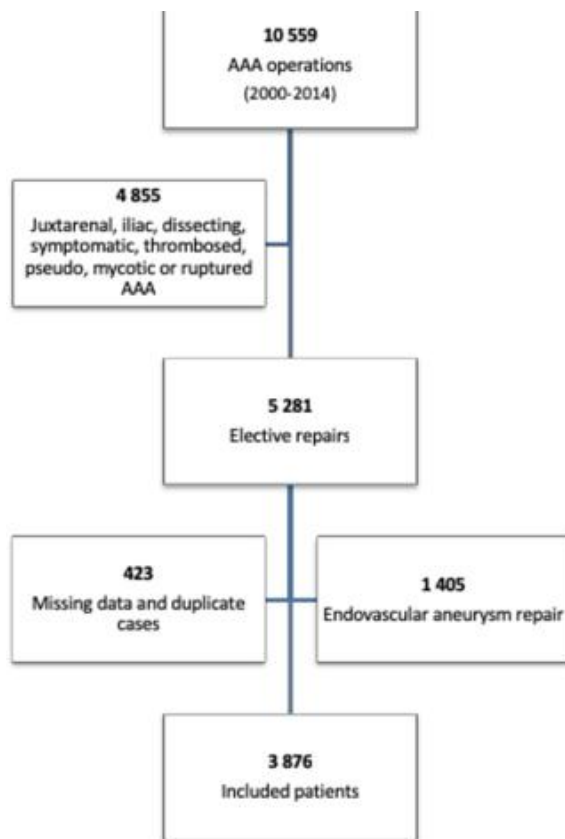 10 559
AAA operations
(2000-2014)
4 855
Juxtarenal, iliac, dissecting,
symptomatic, thrombosed,
pseudo, mycotic or ruptured
AAA
5 281
Elective repairs
423
Missing data and duplicate
cases
1 405
Endovascular aneurysm repair
3 876
Included patients